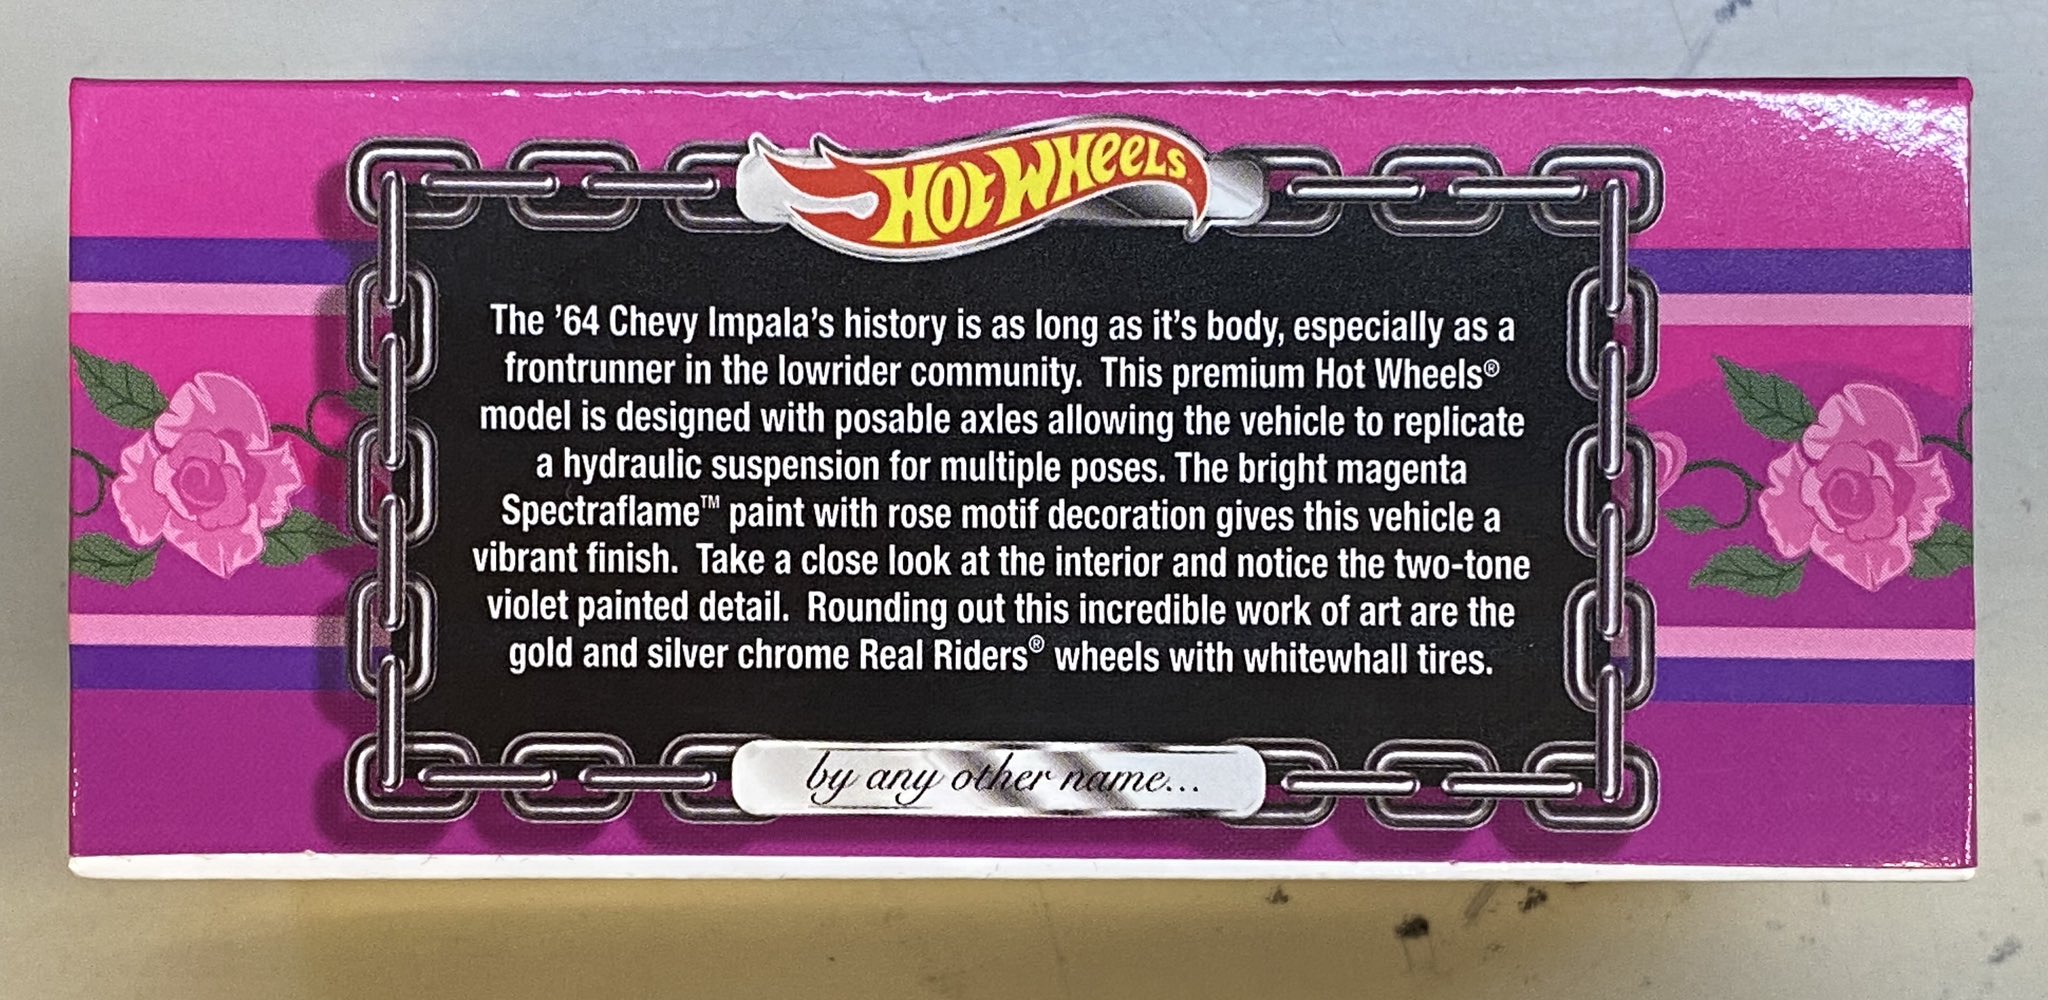 HOT WHEELS
The ’64 Chevy Impala’s history is as long as it’s body, especially as a
frontrunner in the lowrider community. This premium Hot Wheels®
model is designed with posable axles allowing the vehicle to replicate
a hydraulic suspension for multiple poses. The bright magenta
Spectraflame™ paint with rose motif decoration gives this vehicle a
vibrant finish. Take a close look at the interior and notice the two-tone
violet painted detail. Rounding out this incredible work of art are the
gold and silver chrome Real Riders® wheels with whitewhall tires.
by any other name...